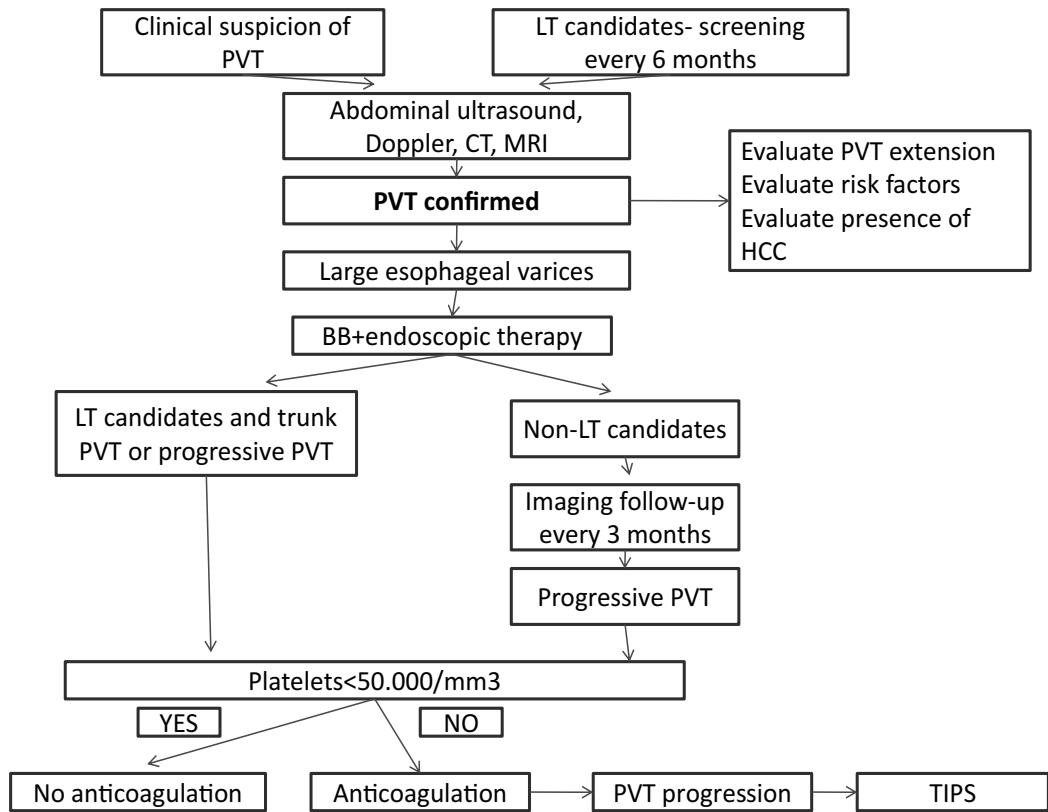 Clinical suspicion of
PVT
LT candidates- screening
every 6 months
Abdominal ultrasound,
Doppler, CT, MRI
PVT confirmed
Evaluate PVT extension
Evaluate risk factors
Evaluate presence of
HCC
Large esophageal varices
BB+endoscopic therapy
LT candidates and trunk
PVT or progressive PVT
Non-LT candidates
Imaging follow-up
every 3 months
Progressive PVT
Platelets<50.000/mm3
YES
NO
No anticoagulation
Anticoagulation
PVT progression
TIPS